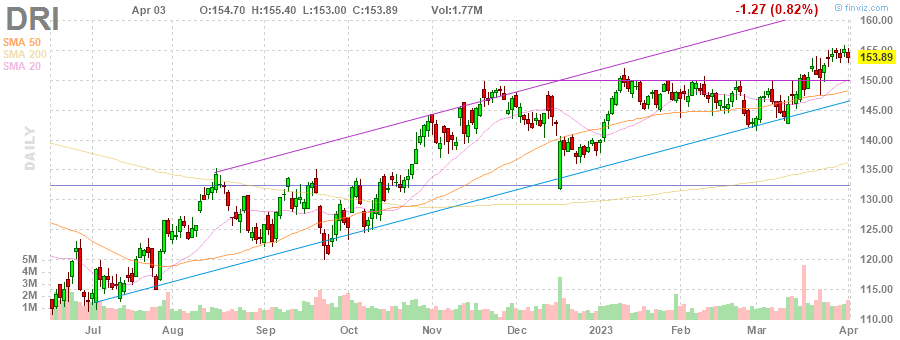 DRI Apr 03 O:154.70 H:155.40 L:153.00 C:153.89 Vol:1.77M -1.27 (0.82%)
© finviz.com
SMA 50
SMA 200
SMA 20
DAILY
160.00
155.00
153.89
150.00
145.00
140.00
135.00
130.00
125.00
120.00
115.00
110.00
5M
4M
3M
2M
1M
Jul Aug Sep Oct Nov Dec 2023 Feb Mar Apr